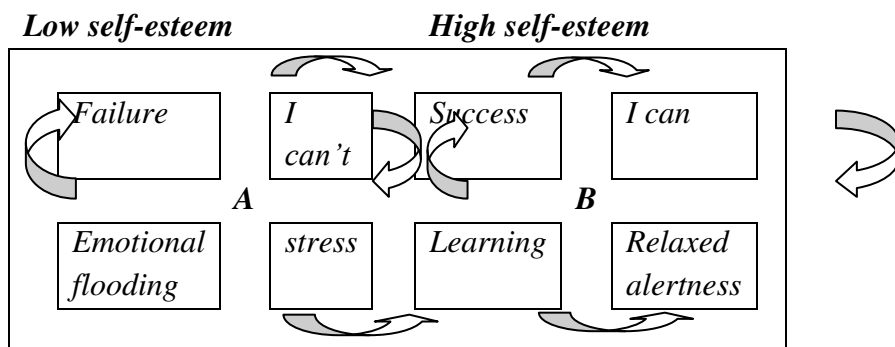 Low self-esteem High self-esteem
Failure I can't Success I can
A B
Emotional flooding stress Learning Relaxed alertness